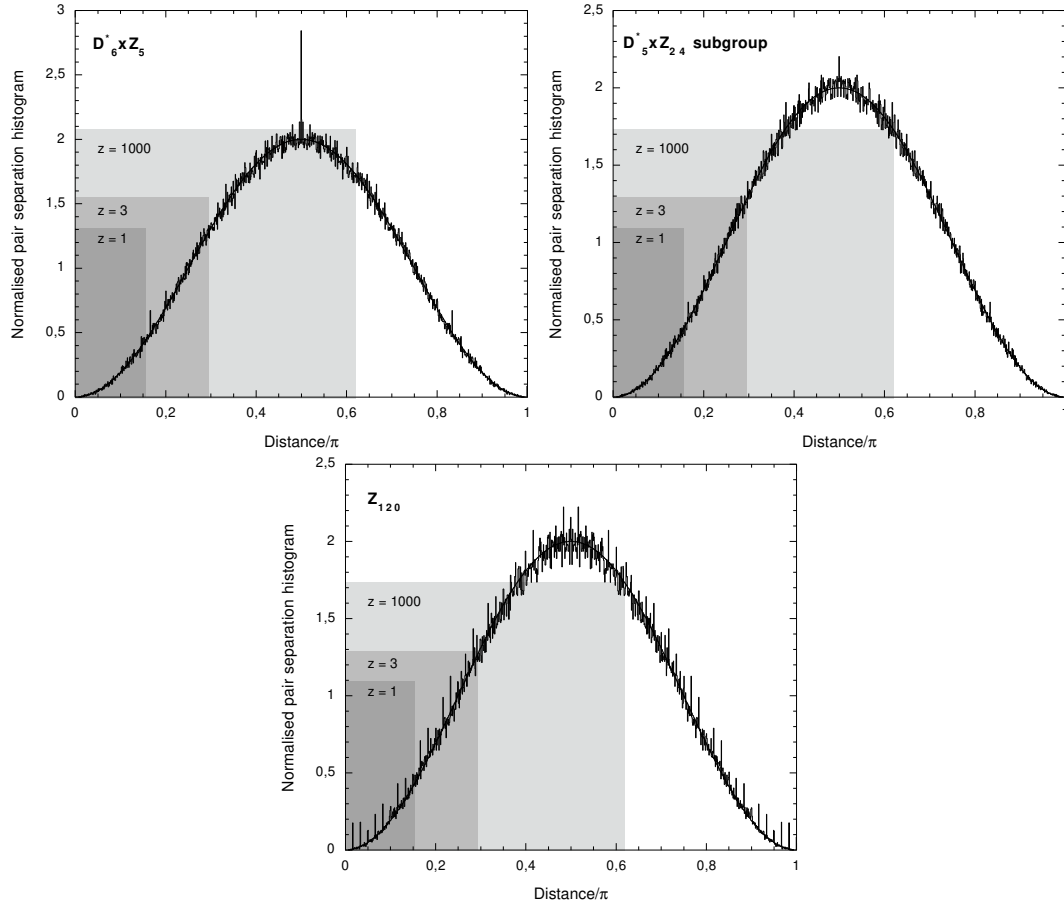 D*6xZ5
Normalised pair separation histogram
3
2,5
2
1,5
1
0,5
0
z = 1000
z = 3
z = 1
0
0,2
0,4
0,6
0,8
1
Distance/π
D*5xZ24 subgroup
Normalised pair separation histogram
2,5
2
1,5
1
0,5
0
z = 1000
z = 3
z = 1
0
0,2
0,4
0,6
0,8
1
Distance/π
Z120
Normalised pair separation histogram
2,5
2
1,5
1
0,5
0
z = 1000
z = 3
z = 1
0
0,2
0,4
0,6
0,8
1
Distance/π